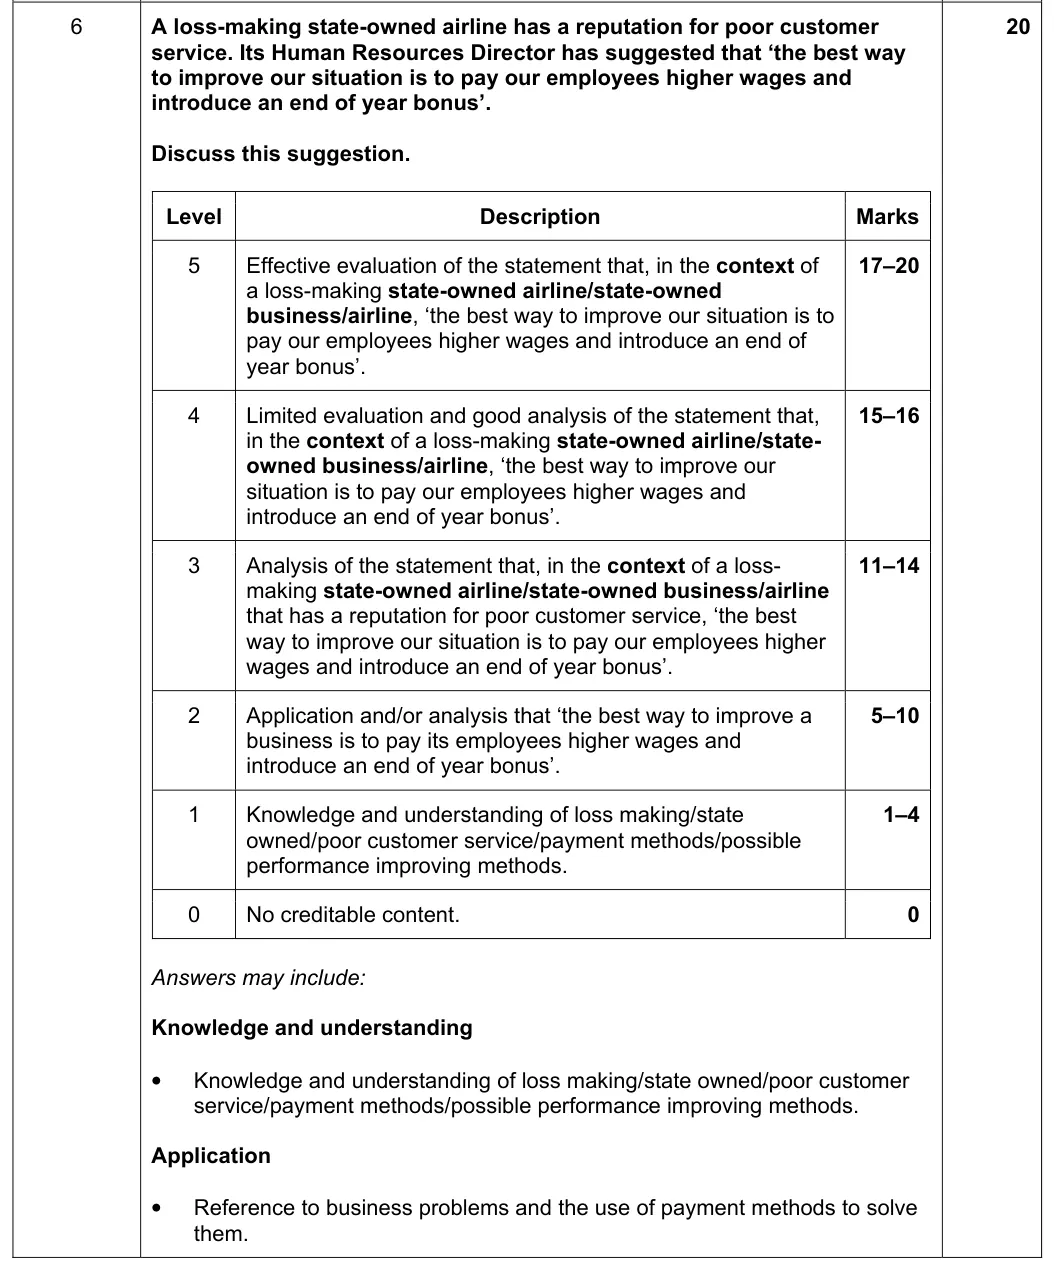 6
A loss-making state-owned airline has a reputation for poor customer
service. Its Human Resources Director has suggested that ‘the best way
to improve our situation is to pay our employees higher wages and
introduce an end of year bonus’.
20
Discuss this suggestion.
Level Description Marks
5
Effective evaluation of the statement that, in the context of
a loss-making state-owned airline/state-owned
business/airline, ‘the best way to improve our situation is to
pay our employees higher wages and introduce an end of
year bonus’.
17–20
4
Limited evaluation and good analysis of the statement that,
in the context of a loss-making state-owned airline/state-
owned business/airline, ‘the best way to improve our
situation is to pay our employees higher wages and
introduce an end of year bonus’.
15–16
3
Analysis of the statement that, in the context of a loss-
making state-owned airline/state-owned business/airline
that has a reputation for poor customer service, ‘the best
way to improve our situation is to pay our employees higher
wages and introduce an end of year bonus’.
11–14
2
Application and/or analysis that ‘the best way to improve a
business is to pay its employees higher wages and
introduce an end of year bonus’.
5–10
1
Knowledge and understanding of loss making/state
owned/poor customer service/payment methods/possible
performance improving methods.
1–4
0
No creditable content.
0
Answers may include:
Knowledge and understanding
• Knowledge and understanding of loss making/state owned/poor customer
service/payment methods/possible performance improving methods.
Application
• Reference to business problems and the use of payment methods to solve
them.